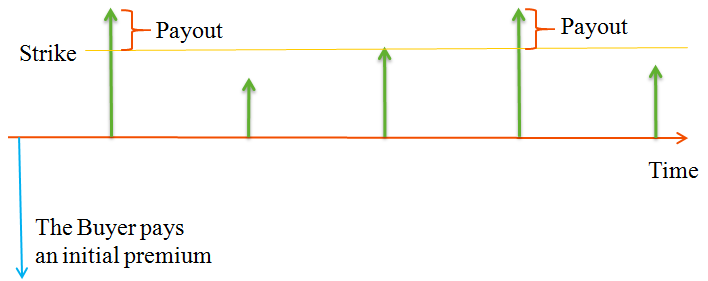 Payout
Payout
Strike
Time
The Buyer pays
an initial premium